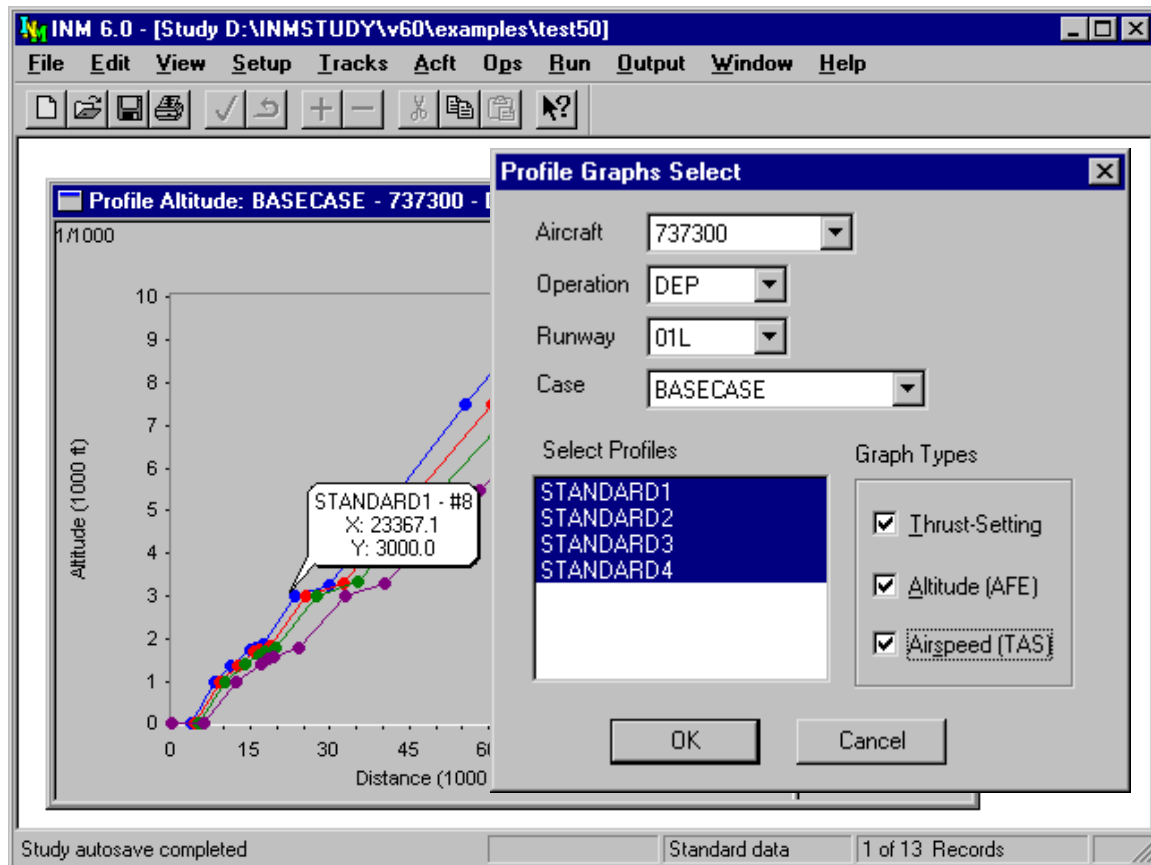 INM 6.0 - [Study D:\INMSTUDY\v60\examples\test50]
File Edit View Setup Tracks Acft Ops Run Output Window Help
Profile Altitude: BASECASE - 737300 -
1/1000
10
9
8
7
6
5
4
3
2
1
0
Altitude (1000 ft)
STANDARD1 - #8
X: 23367.1
Y: 3000.0
0 15 30 45
Distance (1000
Profile Graphs Select
Aircraft 737300
Operation DEP
Runway 01L
Case BASECASE
Select Profiles
STANDARD1
STANDARD2
STANDARD3
STANDARD4
Graph Types
Thrust-Setting
Altitude (AFE)
Airspeed (TAS)
OK Cancel
Study autosave completed Standard data 1 of 13 Records